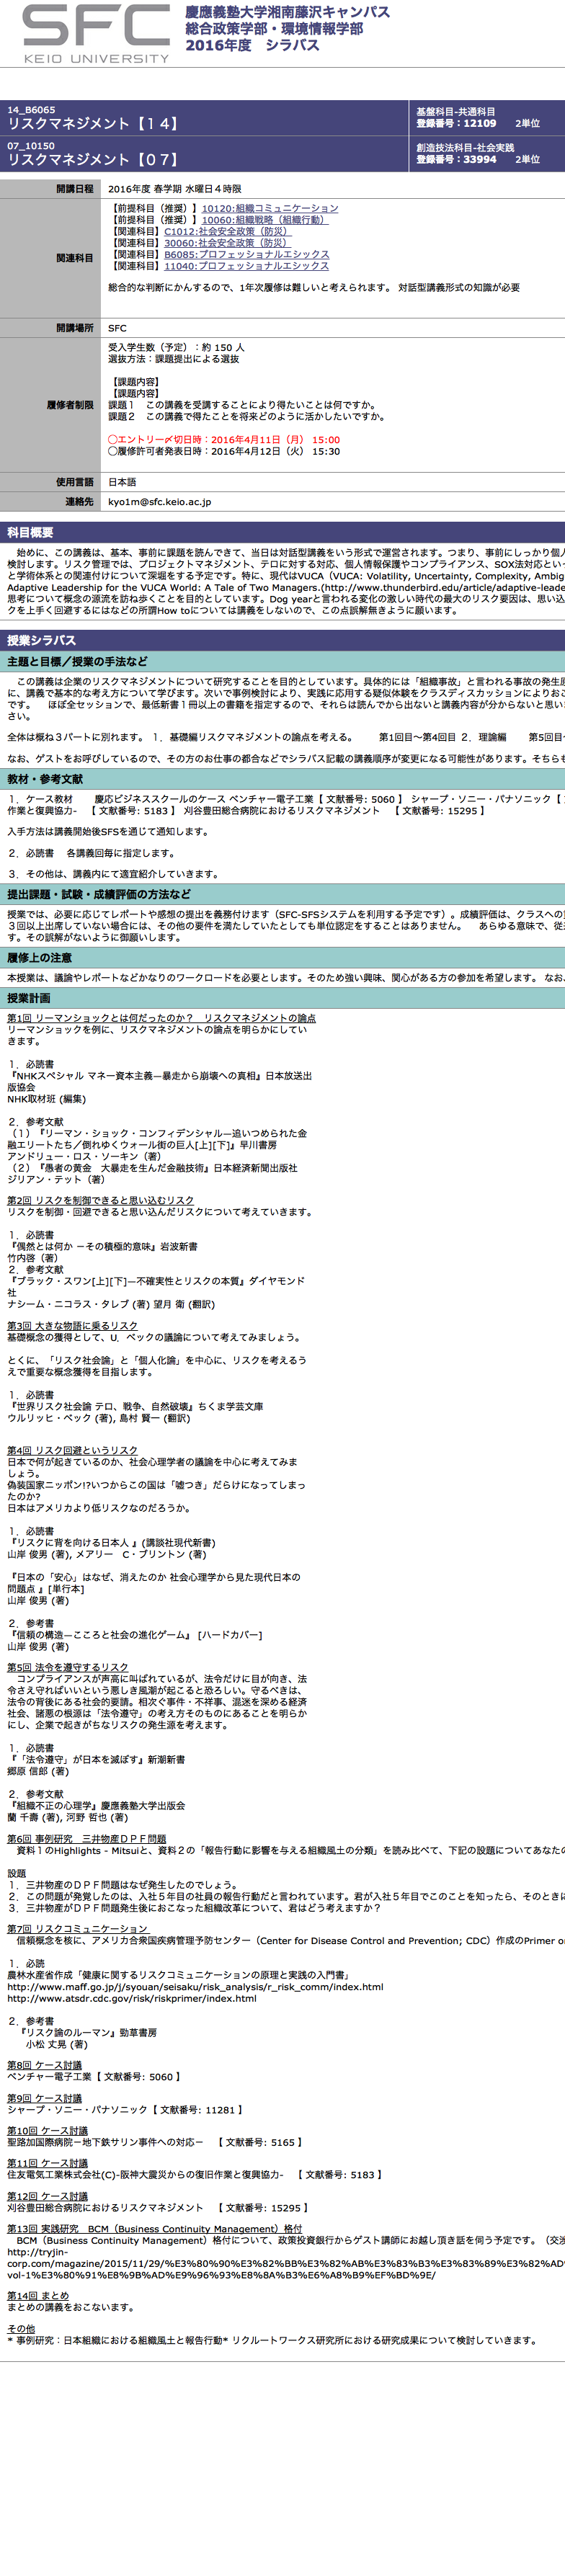 SFC
KEIO UNIVERSITY
慶應義塾大学湘南藤沢キャンパス
総合政策学部・環境情報学部
2016年度　シラバス
14_B6065
リスクマネジメント【１４】
基盤科目-共通科目
登録番号：12109　　2単位
07_10150
リスクマネジメント【０７】
創造技法科目-社会実践
登録番号：33994　　2単位
開講日程
2016年度 春学期 水曜日４時限
関連科目
【前提科目（推奨）】10120:組織コミュニケーション
【前提科目（推奨）】10060:組織戦略（組織行動）
【関連科目】C1012:社会安全政策（防災）
【関連科目】30060:社会安全政策（防災）
【関連科目】B6085:プロフェッショナルエシックス
【関連科目】11040:プロフェッショナルエシックス
総合的な判断にかんするので、1年次履修は難しいと考えられます。 対話型講義形式の知識が必要
開講場所
SFC
履修者制限
受入学生数（予定）：約 150 人
選抜方法：課題提出による選抜
【課題内容】
【課題内容】
課題１　この講義を受講することにより得たいことは何ですか。
課題２　この講義で得たことを将来どのように活かしたいですか。
◯エントリー〆切日時：2016年4月11日（月） 15:00
◯履修許可者発表日時：2016年4月12日（火） 15:30
使用言語
日本語
連絡先
kyo1m@sfc.keio.ac.jp
科目概要
　始めに、この講義は、基本、事前に課題を読んできて、当日は対話型講義をいう形式で運営されます。つまり、事前にしっかり個人
検討します。リスク管理では、プロジェクトマネジメント、テロに対する対応、個人情報保護やコンプライアンス、SOX法対応という
と学術体系との関連付けについて深堀をする予定です。特に、現代はVUCA（VUCA: Volatility, Uncertainty, Complexity, Ambig
Adaptive Leadership for the VUCA World: A Tale of Two Managers.(http://www.thunderbird.edu/article/adaptive-leade
思考について概念の源流を訪ね歩くことを目的としています。Dog yearと言われる変化の激しい時代の最大のリスク要因は、思い込
クを上手く回避するにはなどの所謂How toについては講義をしないので、この点誤解無きように願います。
授業シラバス
主題と目標／授業の手法など
　この講義は企業のリスクマネジメントについて研究することを目的としています。具体的には「組織事故」と言われる事故の発生原
に、講義で基本的な考え方について学びます。次いで事例検討により、実践に応用する疑似体験をクラスディスカッションによりおこ
です。　 ほぼ全セッションで、最低新書１冊以上の書籍を指定するので、それらは読んでから出ないと講義内容が分からないと思い
さい。
全体は概ね３パートに別れます。 １．基礎編リスクマネジメントの論点を考える。　　 第1回目～第4回目 ２．理論編　　 第5回目～
なお、ゲストをお呼びしているので、その方のお仕事の都合などでシラバス記載の講義順序が変更になる可能性があります。そちらも
教材・参考文献
１．ケース教材　　 慶応ビジネススクールのケース ベンチャー電子工業【 文献番号: 5060 】 シャープ・ソニー・パナソニック【
作業と復興協力-　【 文献番号: 5183 】 刈谷豊田総合病院におけるリスクマネジメント　【 文献番号: 15295 】
入手方法は講義開始後SFSを通じて通知します。
２．必読書　 各講義回毎に指定します。
３．その他は、講義内にて適宜紹介していきます。
提出課題・試験・成績評価の方法など
授業では、必要に応じてレポートや感想の提出を義務付けます（SFC-SFSシステムを利用する予定です）。成績評価は、クラスへの
３回以上出席していない場合には、その他の要件を満たしていたとしても単位認定をすることはありません。　 あらゆる意味で、従
す。その誤解がないように御願いします。
履修上の注意
本授業は、議論やレポートなどかなりのワークロードを必要とします。そのため強い興味、関心がある方の参加を希望します。 なお、
授業計画
第1回 リーマンショックとは何だったのか？　リスクマネジメントの論点
リーマンショックを例に、リスクマネジメントの論点を明らかにしてい
きます。
１．必読書
『NHKスペシャル マネー資本主義―暴走から崩壊への真相』日本放送出
版協会
NHK取材班 (編集)
２．参考文献
（１）『リーマン・ショック・コンフィデンシャル―追いつめられた金
融エリートたち／倒れゆくウォール街の巨人[上][下]』早川書房
アンドリュー・ロス・ソーキン（著）
（２）『愚者の黄金　大暴走を生んだ金融技術』日本経済新聞出版社
ジリアン・テット（著）
第2回 リスクを制御できると思い込むリスク
リスクを制御・回避できると思い込んだリスクについて考えていきます。
１．必読書
『偶然とは何か －その積極的意味』岩波新書
竹内啓（著）
２．参考文献
『ブラック・スワン[上][下]―不確実性とリスクの本質』ダイヤモンド
社
ナシーム・ニコラス・タレブ (著) 望月 衛 (翻訳)
第3回 大きな物語に乗るリスク
基礎概念の獲得として、U．ベックの議論について考えてみましょう。
とくに、「リスク社会論」と「個人化論」を中心に、リスクを考えるう
えで重要な概念獲得を目指します。
１．必読書
『世界リスク社会論 テロ、戦争、自然破壊』ちくま学芸文庫
ウルリッヒ・ベック (著), 島村 賢一 (翻訳)
第4回 リスク回避というリスク
日本で何が起きているのか、社会心理学者の議論を中心に考えてみま
しょう。
偽装国家ニッポン!?いつからこの国は「嘘つき」だらけになってしまっ
たのか?
日本はアメリカより低リスクなのだろうか。
１．必読書
『リスクに背を向ける日本人 』(講談社現代新書)
山岸 俊男 (著), メアリー　C・ブリントン (著)
『日本の「安心」はなぜ、消えたのか 社会心理学から見た現代日本の
問題点 』[単行本]
山岸 俊男 (著)
２．参考書
『信頼の構造―こころと社会の進化ゲーム』 [ハードカバー]
山岸 俊男 (著)
第5回 法令を遵守するリスク
　コンプライアンスが声高に叫ばれているが、法令だけに目が向き、法
令さえ守ればいいという悪しき風潮が起こると恐ろしい。守るべきは、
法令の背後にある社会的要請。相次ぐ事件・不祥事、混迷を深める経済
社会、諸悪の根源は「法令遵守」の考え方そのものにあることを明らか
にし、企業で起きがちなリスクの発生源を考えます。
１．必読書
『「法令遵守」が日本を滅ぼす』新潮新書
郷原 信郎 (著)
２．参考文献
『組織不正の心理学』慶應義塾大学出版会
蘭 千壽 (著), 河野 哲也 (著)
第6回 事例研究　三井物産ＤＰＦ問題
　資料１のHighlights - Mitsuiと、資料２の「報告行動に影響を与える組織風土の分類」を読み比べて、下記の設題についてあなたの
設題
１．三井物産のＤＰＦ問題はなぜ発生したのでしょう。
２．この問題が発覚したのは、入社５年目の社員の報告行動だと言われています。君が入社５年目でこのことを知ったら、そのときに
３．三井物産がＤＰＦ問題発生後におこなった組織改革について、君はどう考えますか？
第7回 リスクコミュニケーション
　信頼概念を核に、アメリカ合衆国疾病管理予防センター（Center for Disease Control and Prevention; CDC）作成のPrimer on
１．必読
農林水産省作成「健康に関するリスクコミュニケーションの原理と実践の入門書」
http://www.maff.go.jp/j/syouan/seisaku/risk_analysis/r_risk_comm/index.html
http://www.atsdr.cdc.gov/risk/riskprimer/index.html
２．参考書
　『リスク論のルーマン』勁草書房
　　小松 丈晃 (著)
第8回 ケース討議
ベンチャー電子工業【 文献番号: 5060 】
第9回 ケース討議
シャープ・ソニー・パナソニック【 文献番号: 11281 】
第10回 ケース討議
聖路加国際病院－地下鉄サリン事件への対応－　【 文献番号: 5165 】
第11回 ケース討議
住友電気工業株式会社(C)-阪神大震災からの復旧作業と復興協力-　【 文献番号: 5183 】
第12回 ケース討議
刈谷豊田総合病院におけるリスクマネジメント　【 文献番号: 15295 】
第13回 実践研究　BCM（Business Continuity Management）格付
　BCM（Business Continuity Management）格付について、政策投資銀行からゲスト講師にお越し頂き話を伺う予定です。（交渉
http://tryjin-
corp.com/magazine/2015/11/29/%E3%80%90%E3%82%BB%E3%82%AB%E3%83%B3%E3%83%89%E3%82%AD%
vol-1%E3%80%91%E8%9B%AD%E9%96%93%E8%8A%B3%E6%A8%B9%EF%BD%9E/
第14回 まとめ
まとめの講義をおこないます。
その他
* 事例研究：日本組織における組織風土と報告行動* リクルートワークス研究所における研究成果について検討していきます。